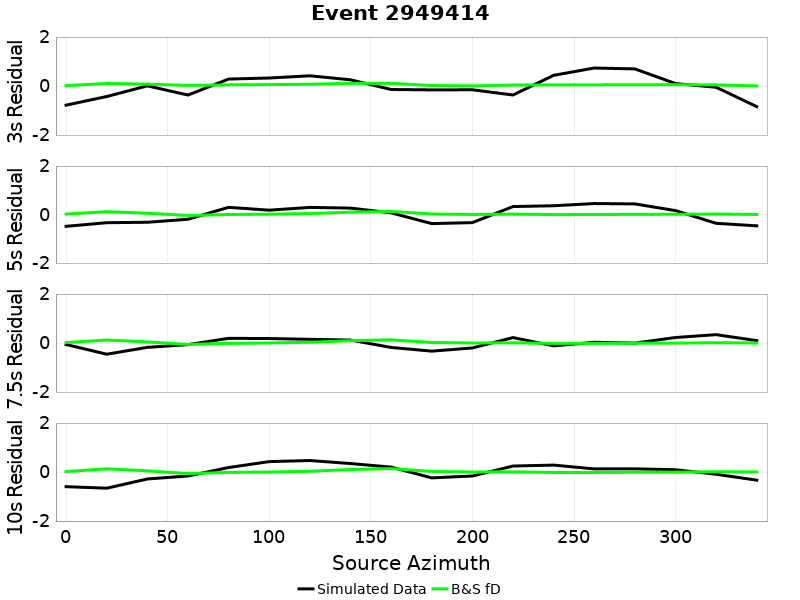 Event 2949414
3s Residual
2
0
-2
5s Residual
2
0
-2
7.5s Residual
2
0
-2
10s Residual
2
0
-2
0 50 100 150 200 250 300
Source Azimuth
Simulated Data B&S fD